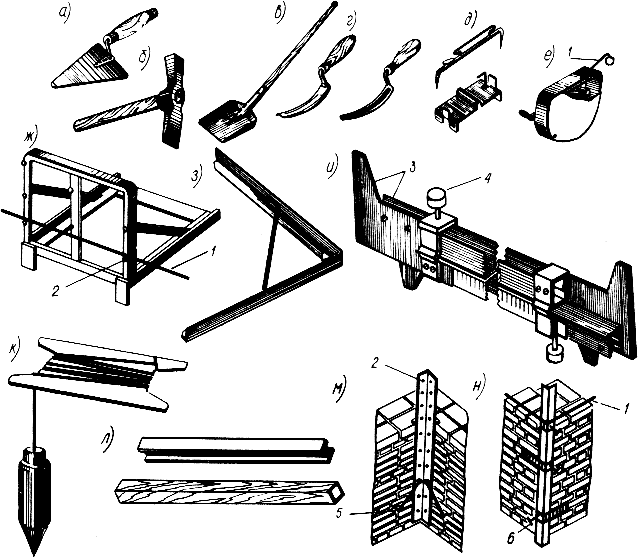 а)
б)
в)
г)
д)
е)
1
ж)
1
2
з)
и)
3
4
к)
л)
м)
2
5
н)
1
6